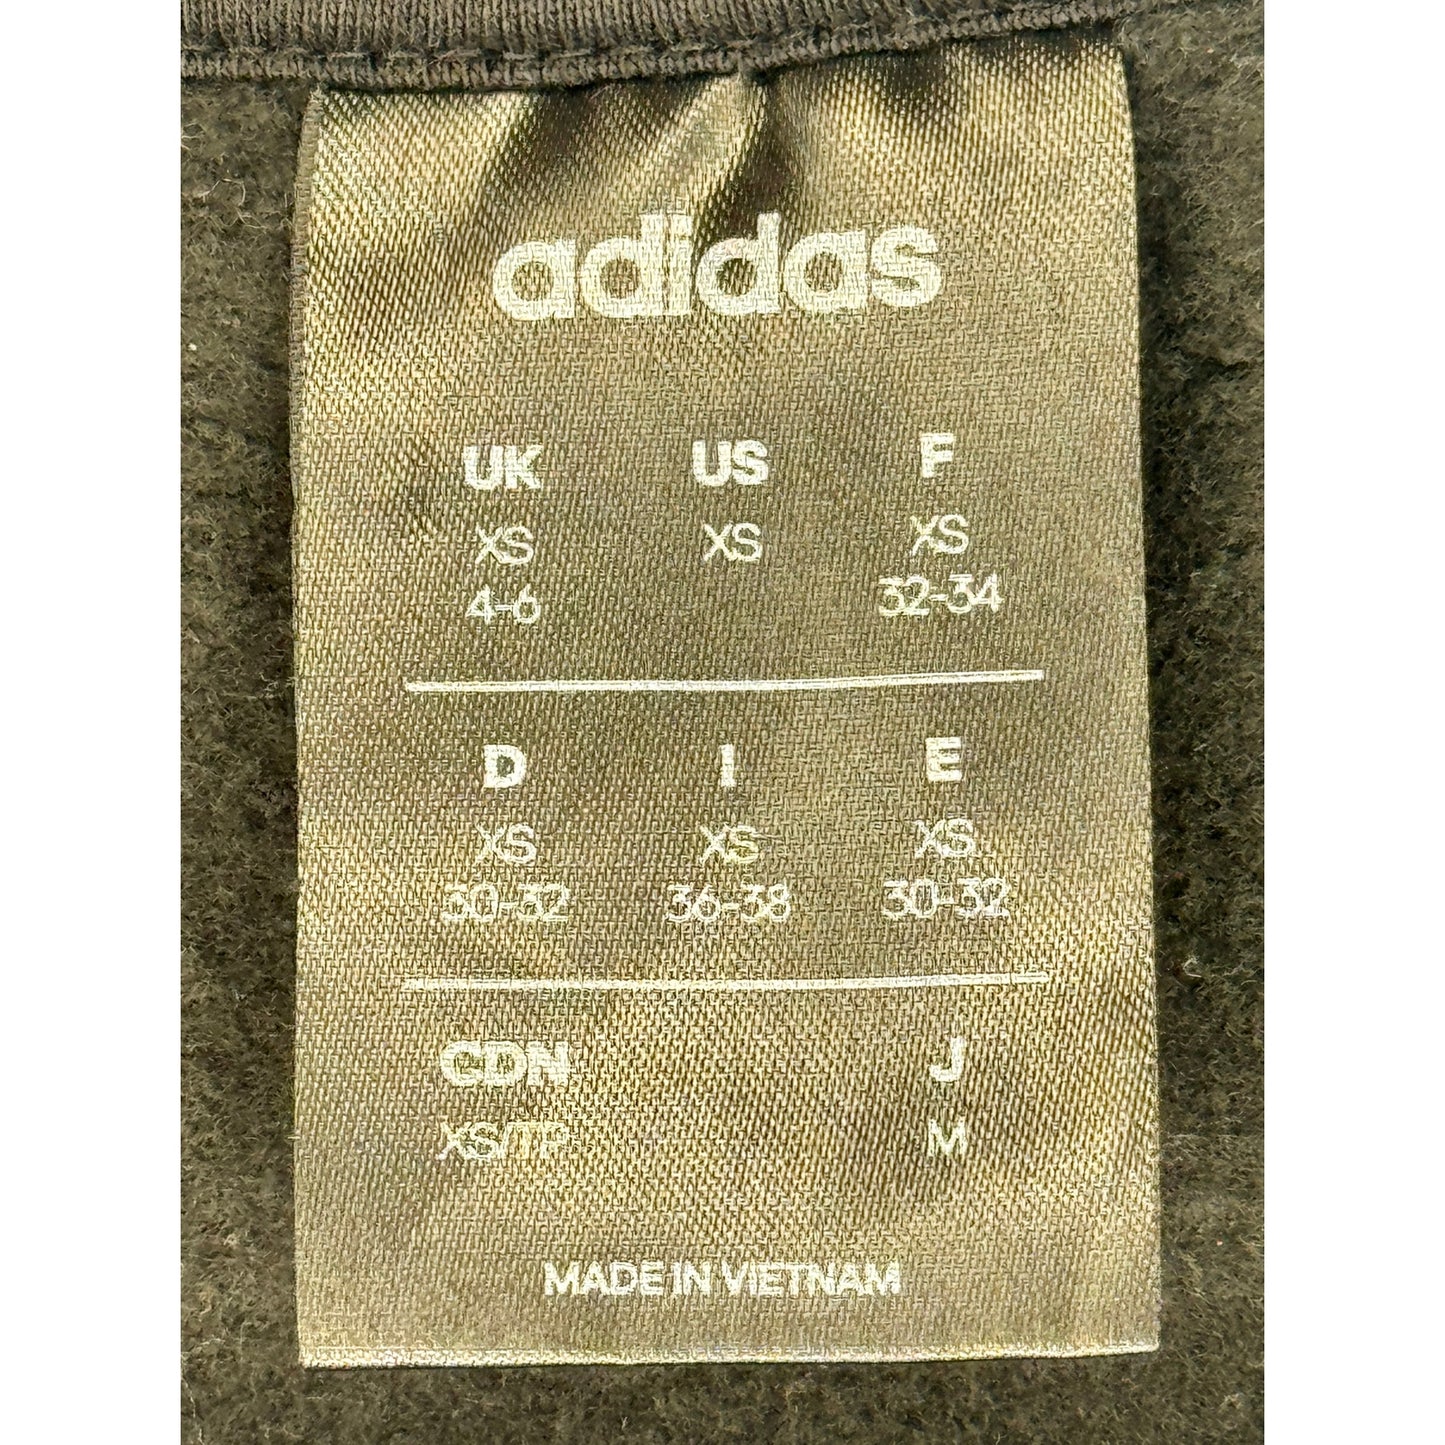 adidas
UK US F
XS XS XS
4-6 32-34
D I E
XS XS XS
30-32 36-38 30-32
CDN J
XS/TP M
MADE IN VIETNAM